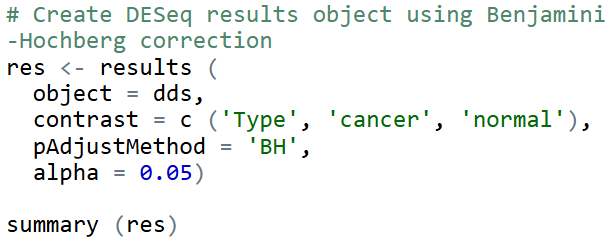 # Create DESeq results object using Benjamini
-Hochberg correction
res <- results (
  object = dds,
  contrast = c ('Type', 'cancer', 'normal'),
  pAdjustMethod = 'BH',
  alpha = 0.05)

summary (res)